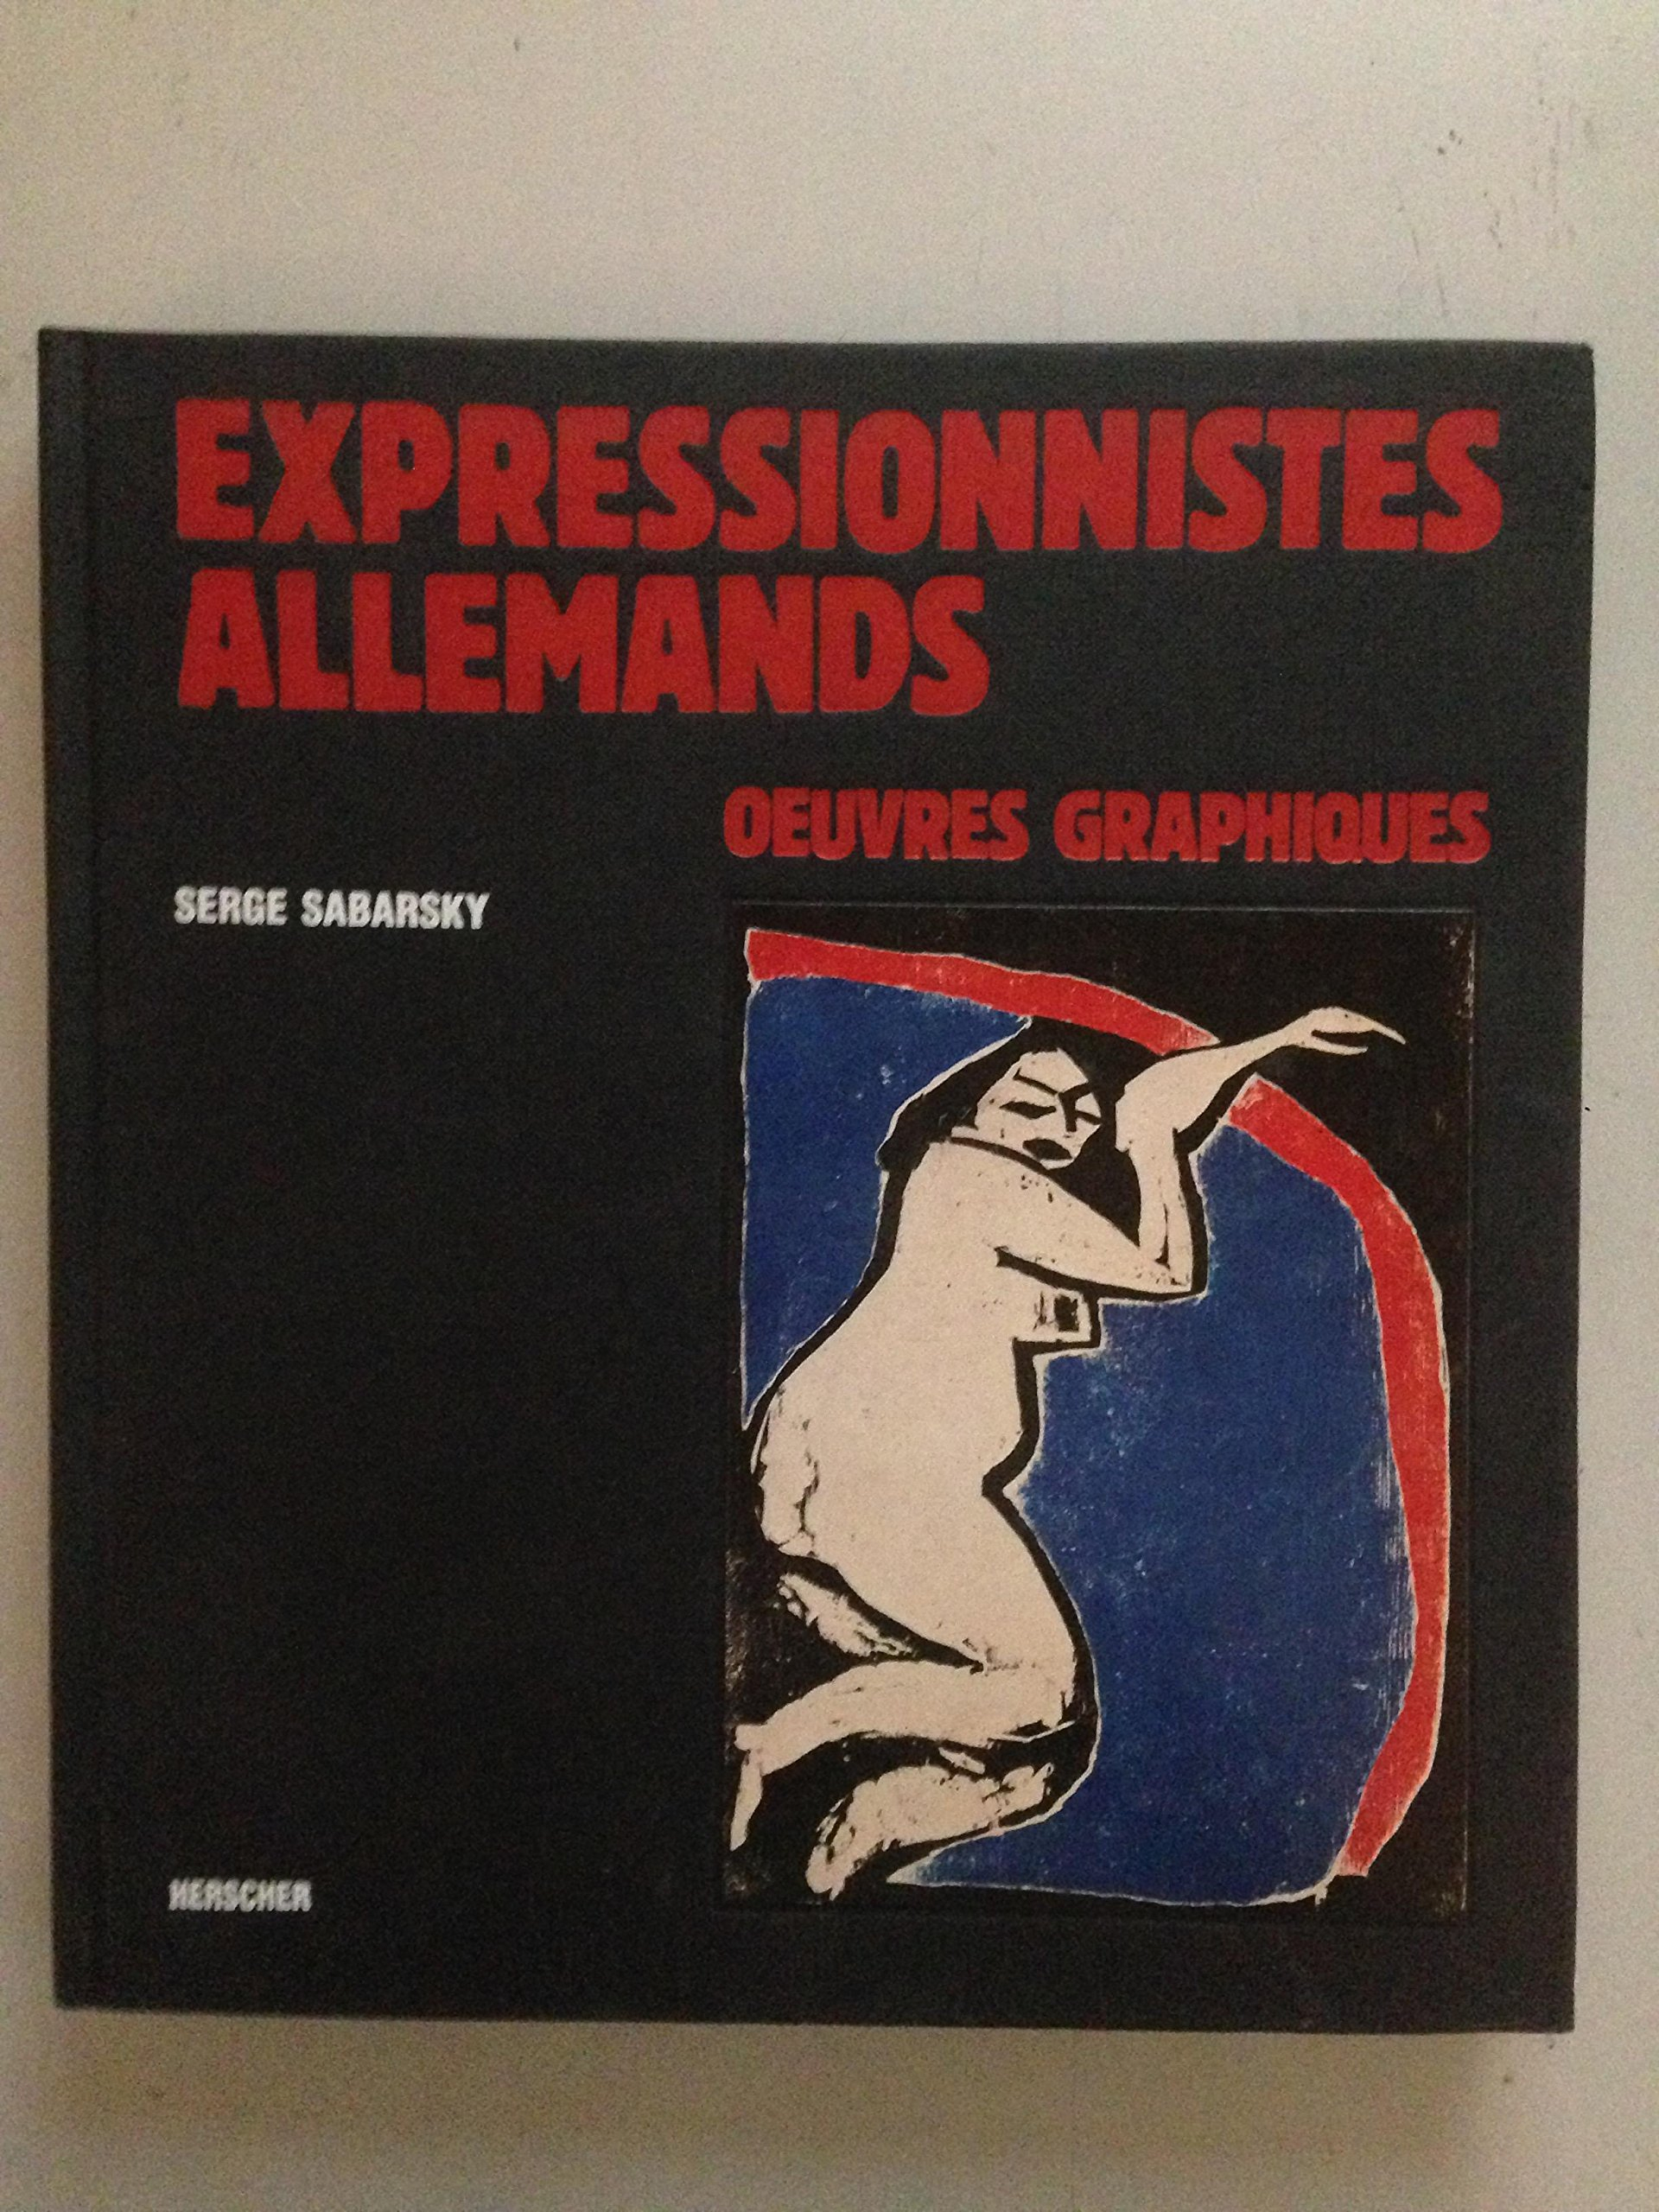 EXPRESSIONNISTES
ALLEMANDS
OEUVRES GRAPHIQUES
SERGE SABARSKY
HERSCHER